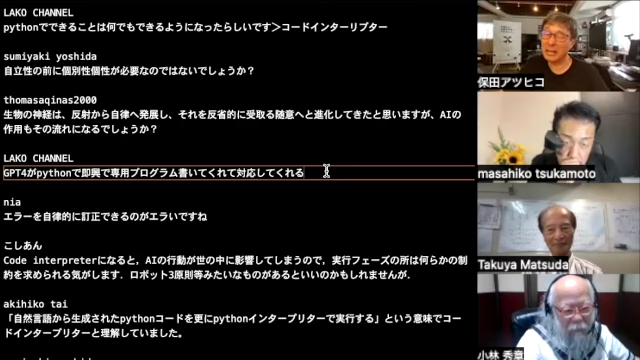 LAKO CHANNEL
pythonでできることは何でもできるようになったらしいです＞コードインターリプター
sumiyaki yoshida
自立性の前に個別性個性が必要なのではないでしょうか？
thomasaqinas2000
生物の神経は、反射から自律へ発展し、それを反省的に受取る随意へと進化してきたと思いますが、AIの
作用もその流れになるでしょうか？
LAKO CHANNEL
GPT4がpythonで即興で専用プログラム書いてくれて対応してくれる
nia
エラーを自律的に訂正できるのがエライですね
こしあん
Code interpreterになると，AIの行動が世の中に影響してしまうので，実行フェーズの所は何らかの制
約を求められる気がします．ロボット3原則等みたいなものがあるといいのかもしれませんが．
akihiko tai
「自然言語から生成されたpythonコードを更にpythonインタープリターで実行する」という意味でコ
ードインタープリターと理解していました。
保田アツヒコ
masahiko tsukamoto
Takuya Matsuda
小林 秀章